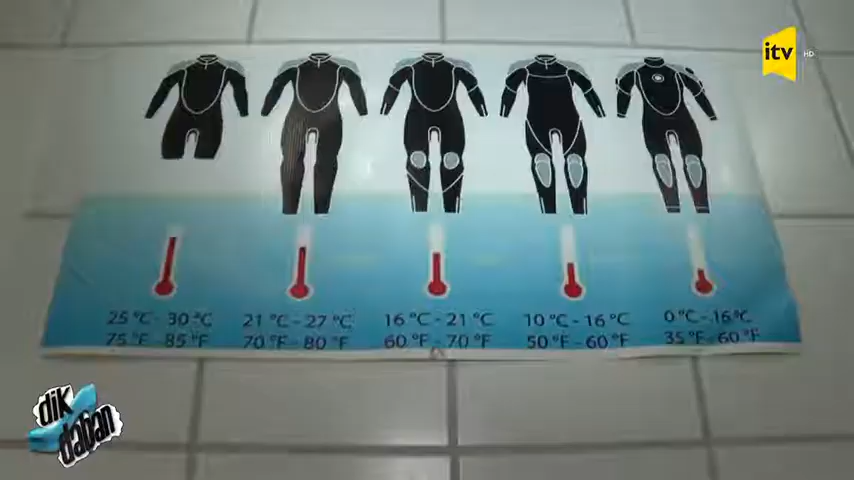 itv HD
25 °C - 30 °C
75 °F - 85 °F
21 °C - 27 °C
70 °F - 80 °F
16 °C - 21 °C
60 °F - 70 °F
10 °C - 16 °C
50 °F - 60 °F
0 °C - 16 °C
35 °F - 60 °F
dik
daban